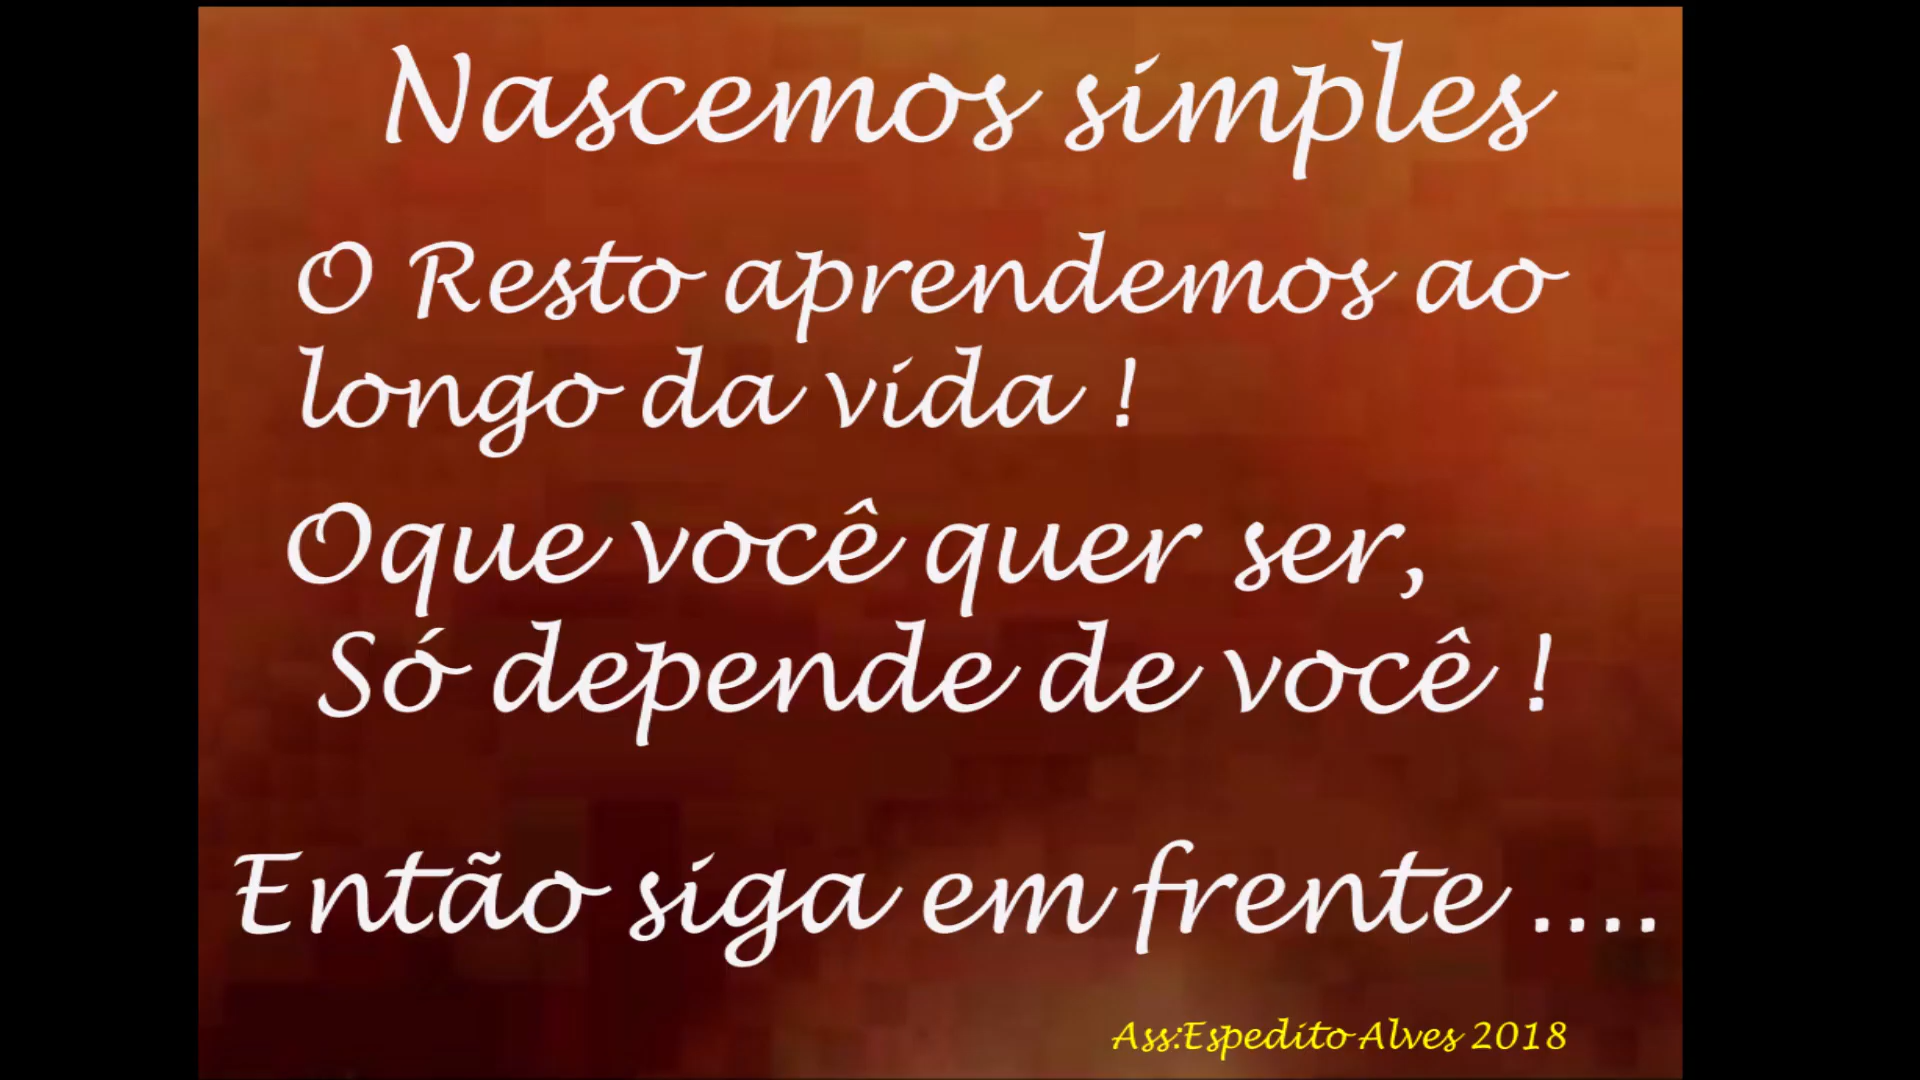 Nascemos simples
O Resto aprendemos ao
longo da vida !
Oque você quer ser,
Só depende de você !
Então siga em frente ....
Ass:Espedito Alves 2018